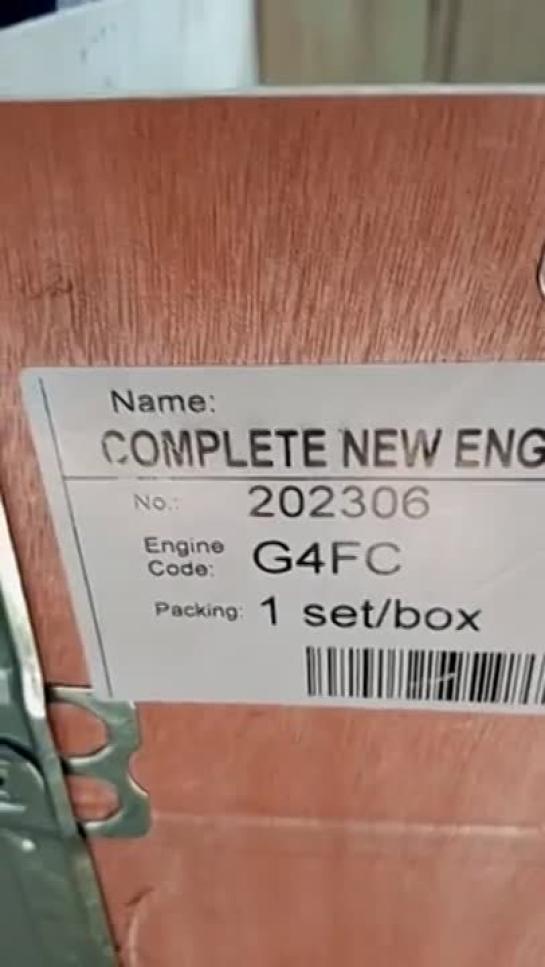 Name:
COMPLETE NEW ENG
No.: 202306
Engine Code: G4FC
Packing: 1 set/box